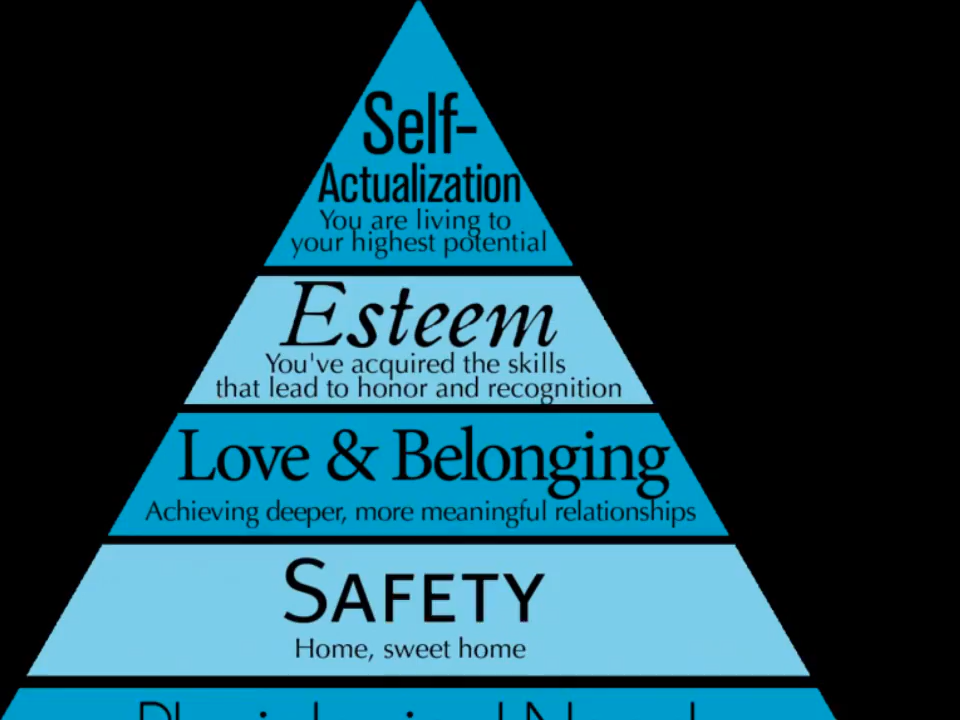 Self-
Actualization
You are living to
your highest potential
Esteem
You've acquired the skills
that lead to honor and recognition
Love & Belonging
Achieving deeper, more meaningful relationships
SAFETY
Home, sweet home